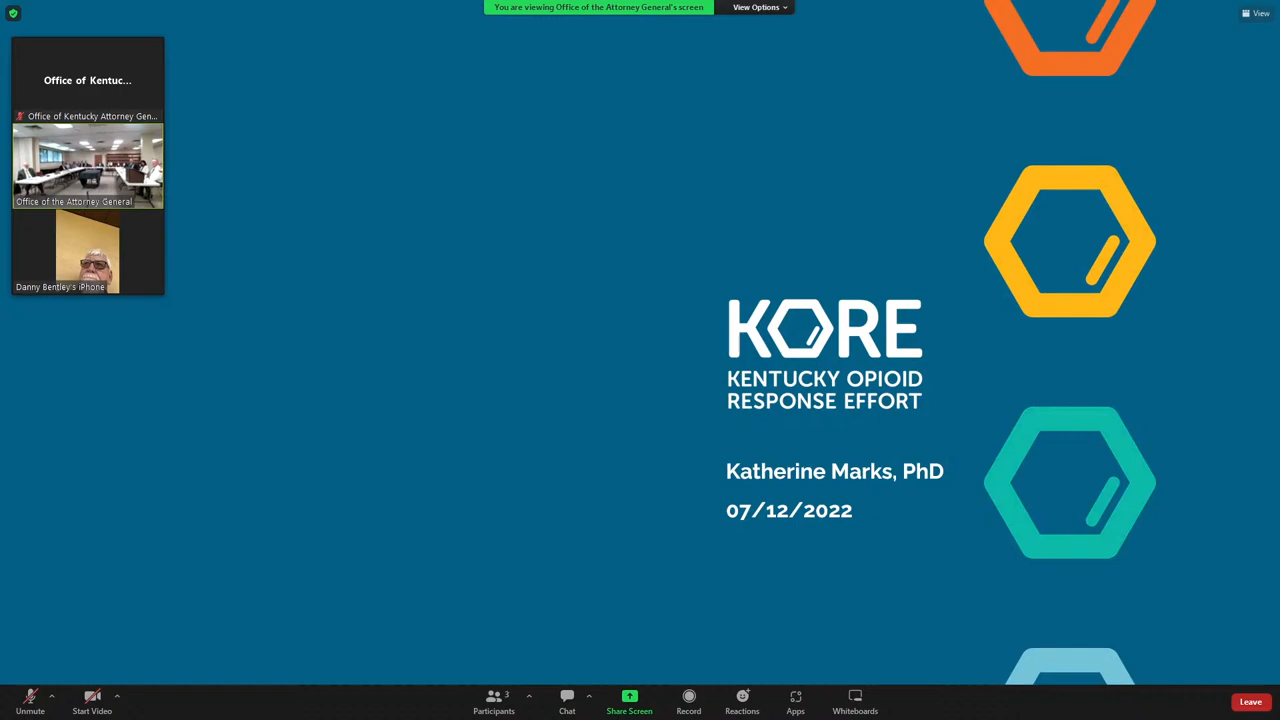 You are viewing Office of the Attorney General's screen
View Options
View
Office of Kentuc...
Office of Kentucky Attorney Gen...
Office of the Attorney General
Danny Bentley's iPhone
KORE
KENTUCKY OPIOID
RESPONSE EFFORT
Katherine Marks, PhD
07/12/2022
Unmute
Start Video
Participants
3
Chat
Share Screen
Record
Reactions
Apps
Whiteboards
Leave